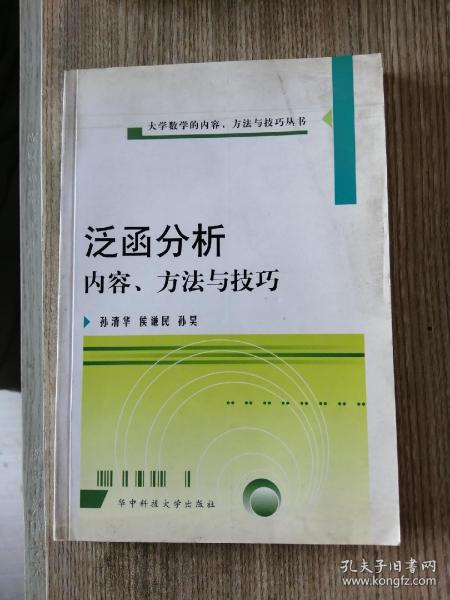 大学数学的内容、方法与技巧丛书
泛函分析
内容、方法与技巧
孙清华 侯谦民 孙昊
华中科技大学出版社
孔夫子旧书网
www.kongfz.com